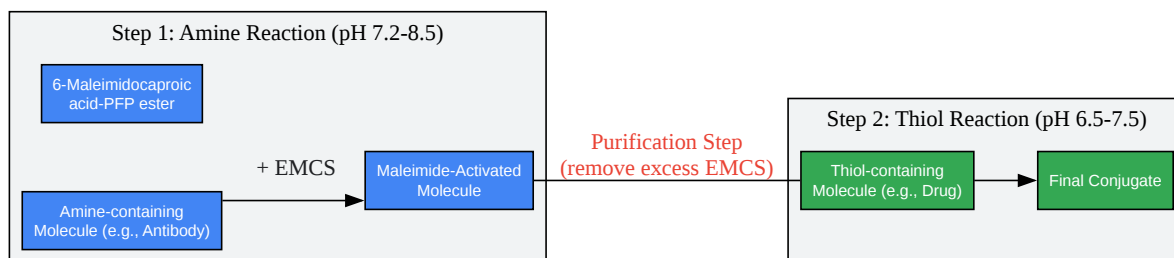 Step 1: Amine Reaction (pH 7.2-8.5)
6-Maleimidocaproic
acid-PFP ester
+ EMCS
Maleimide-Activated
Molecule
Amine-containing
Molecule (e.g., Antibody)
Purification Step
(remove excess EMCS)
Step 2: Thiol Reaction (pH 6.5-7.5)
Thiol-containing
Molecule (e.g., Drug)
Final Conjugate